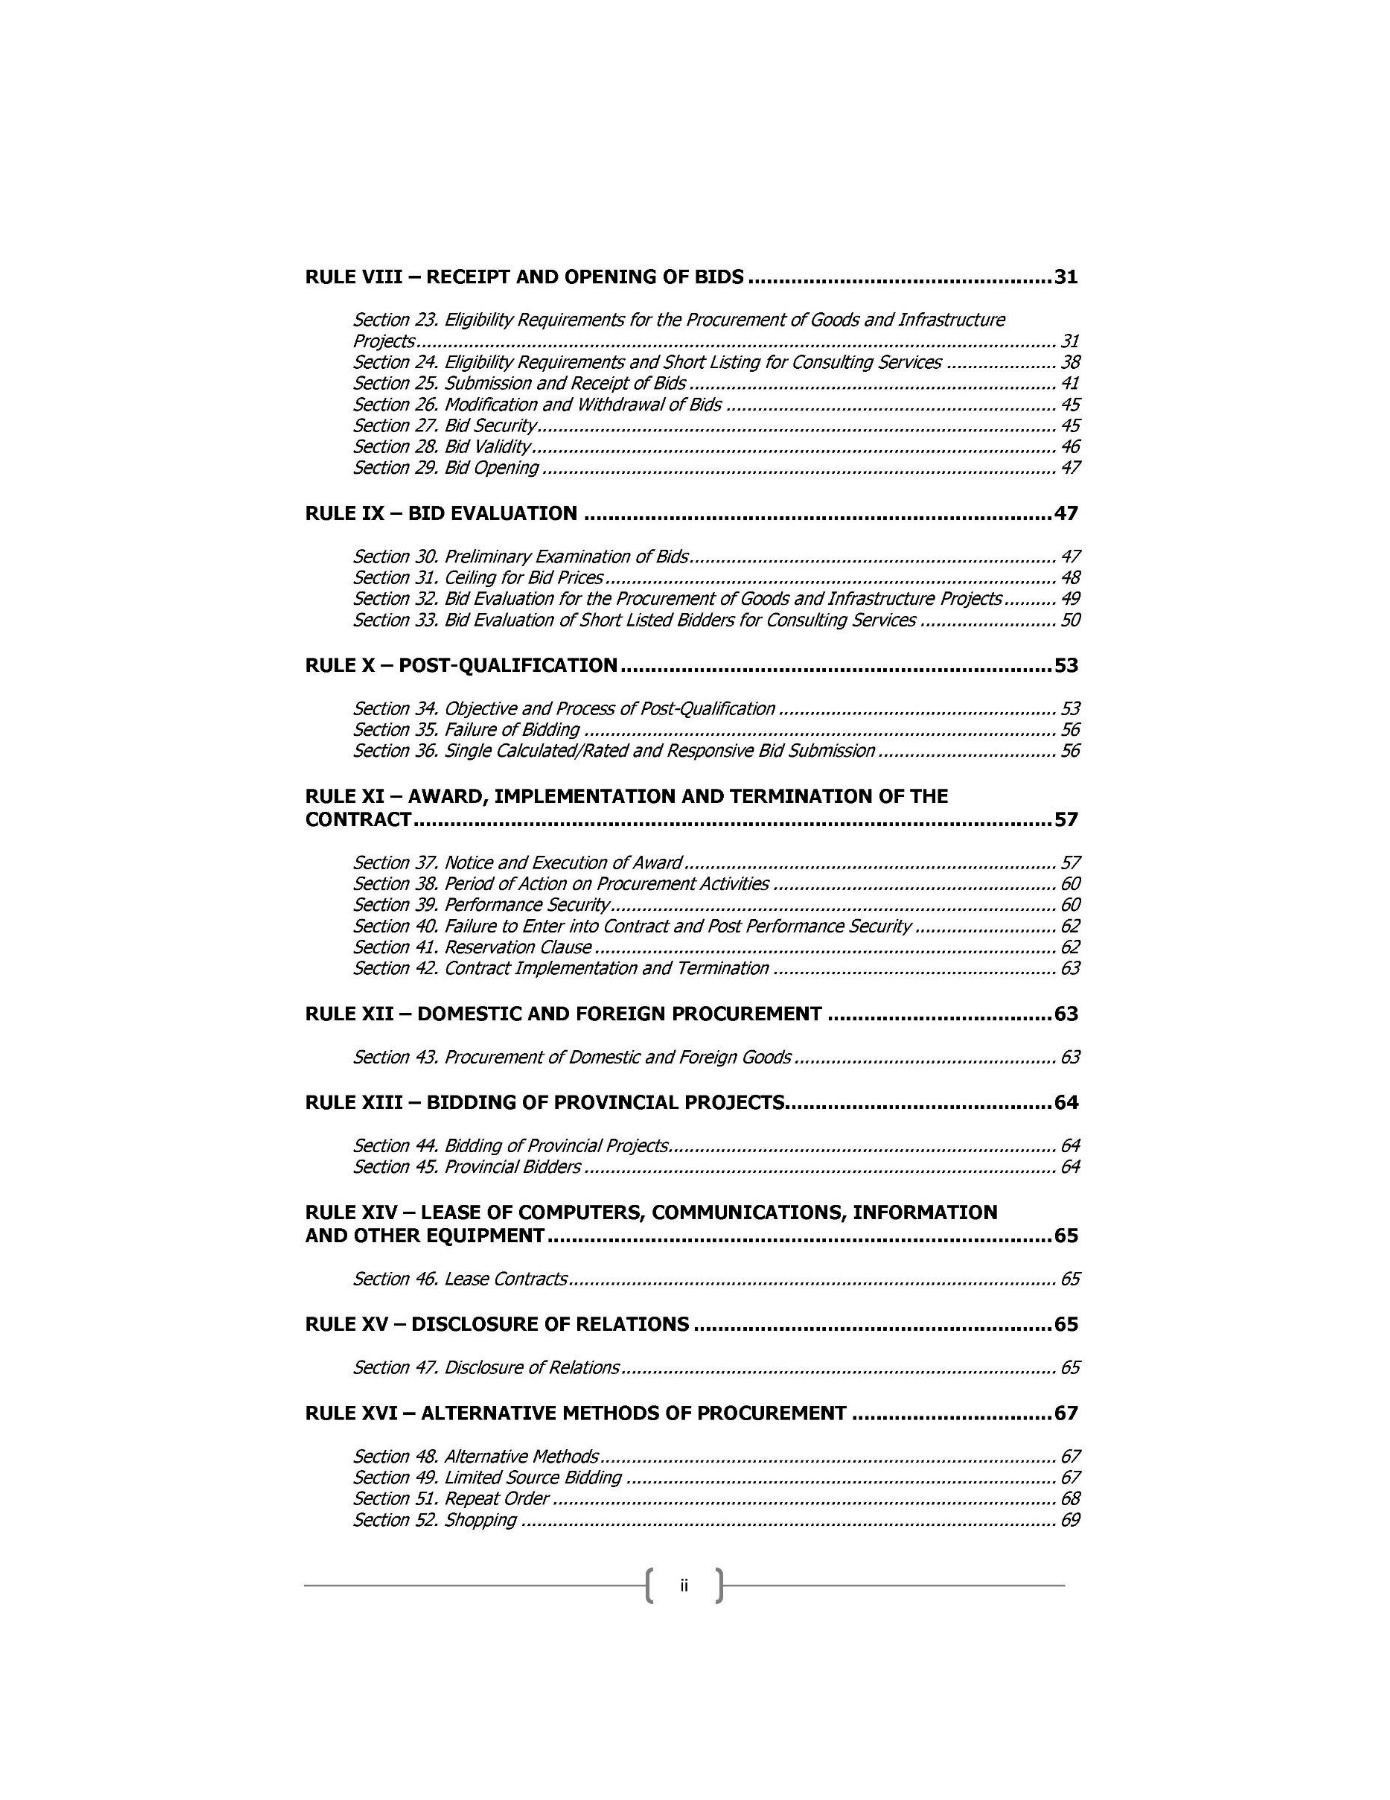 RULE VIII – RECEIPT AND OPENING OF BIDS ..................................................31
Section 23. Eligibility Requirements for the Procurement of Goods and Infrastructure
Projects.......................................................................................................................... 31
Section 24. Eligibility Requirements and Short Listing for Consulting Services ..................... 38
Section 25. Submission and Receipt of Bids ...................................................................... 41
Section 26. Modification and Withdrawal of Bids ............................................................... 45
Section 27. Bid Security................................................................................................... 45
Section 28. Bid Validity.................................................................................................... 46
Section 29. Bid Opening .................................................................................................. 47
RULE IX – BID EVALUATION .............................................................................47
Section 30. Preliminary Examination of Bids...................................................................... 47
Section 31. Ceiling for Bid Prices...................................................................................... 48
Section 32. Bid Evaluation for the Procurement of Goods and Infrastructure Projects.......... 49
Section 33. Bid Evaluation of Short Listed Bidders for Consulting Services .......................... 50
RULE X – POST-QUALIFICATION.......................................................................53
Section 34. Objective and Process of Post-Qualification ..................................................... 53
Section 35. Failure of Bidding .......................................................................................... 56
Section 36. Single Calculated/Rated and Responsive Bid Submission .................................. 56
RULE XI – AWARD, IMPLEMENTATION AND TERMINATION OF THE
CONTRACT.........................................................................................................57
Section 37. Notice and Execution of Award ....................................................................... 57
Section 38. Period of Action on Procurement Activities ...................................................... 60
Section 39. Performance Security..................................................................................... 60
Section 40. Failure to Enter into Contract and Post Performance Security ........................... 62
Section 41. Reservation Clause ........................................................................................ 62
Section 42. Contract Implementation and Termination ...................................................... 63
RULE XII – DOMESTIC AND FOREIGN PROCUREMENT .....................................63
Section 43. Procurement of Domestic and Foreign Goods .................................................. 63
RULE XIII – BIDDING OF PROVINCIAL PROJECTS............................................64
Section 44. Bidding of Provincial Projects.......................................................................... 64
Section 45. Provincial Bidders .......................................................................................... 64
RULE XIV – LEASE OF COMPUTERS, COMMUNICATIONS, INFORMATION
AND OTHER EQUIPMENT...................................................................................65
Section 46. Lease Contracts............................................................................................. 65
RULE XV – DISCLOSURE OF RELATIONS ...........................................................65
Section 47. Disclosure of Relations................................................................................... 65
RULE XVI – ALTERNATIVE METHODS OF PROCUREMENT .................................67
Section 48. Alternative Methods....................................................................................... 67
Section 49. Limited Source Bidding .................................................................................. 67
Section 51. Repeat Order ................................................................................................ 68
Section 52. Shopping ...................................................................................................... 69
ii